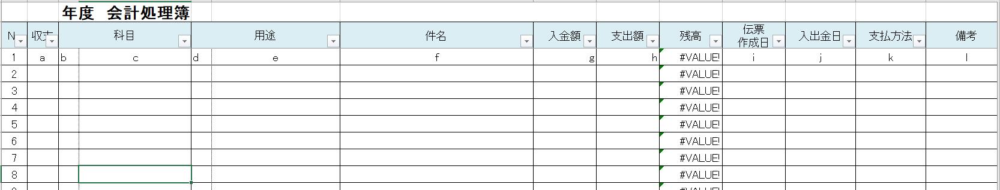 年度　会計処理簿
N 収支 科目 用途 件名 入金額 支出額 残高 伝票作成日 入出金日 支払方法 備考
1 a b c d e f g h #VALUE! i j k l
2 #VALUE!
3 #VALUE!
4 #VALUE!
5 #VALUE!
6 #VALUE!
7 #VALUE!
8 #VALUE!
#VALUE!